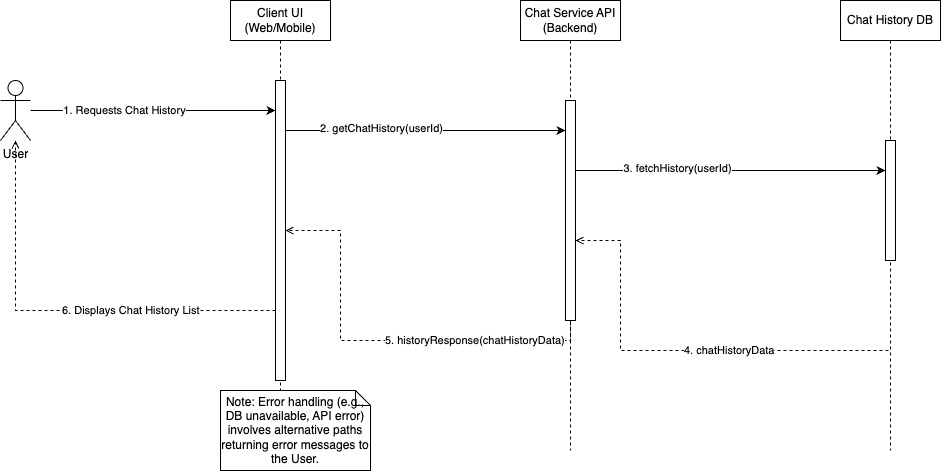 Client UI
(Web/Mobile)
Chat Service API
(Backend)
Chat History DB
1. Requests Chat History
2. getChatHistory(userId)
User
3. fetchHistory(userId)
6. Displays Chat History List
5. historyResponse(chatHistoryData)
4. chatHistoryData
Note: Error handling (e.g.,
DB unavailable, API error)
involves alternative paths
returning error messages to
the User.